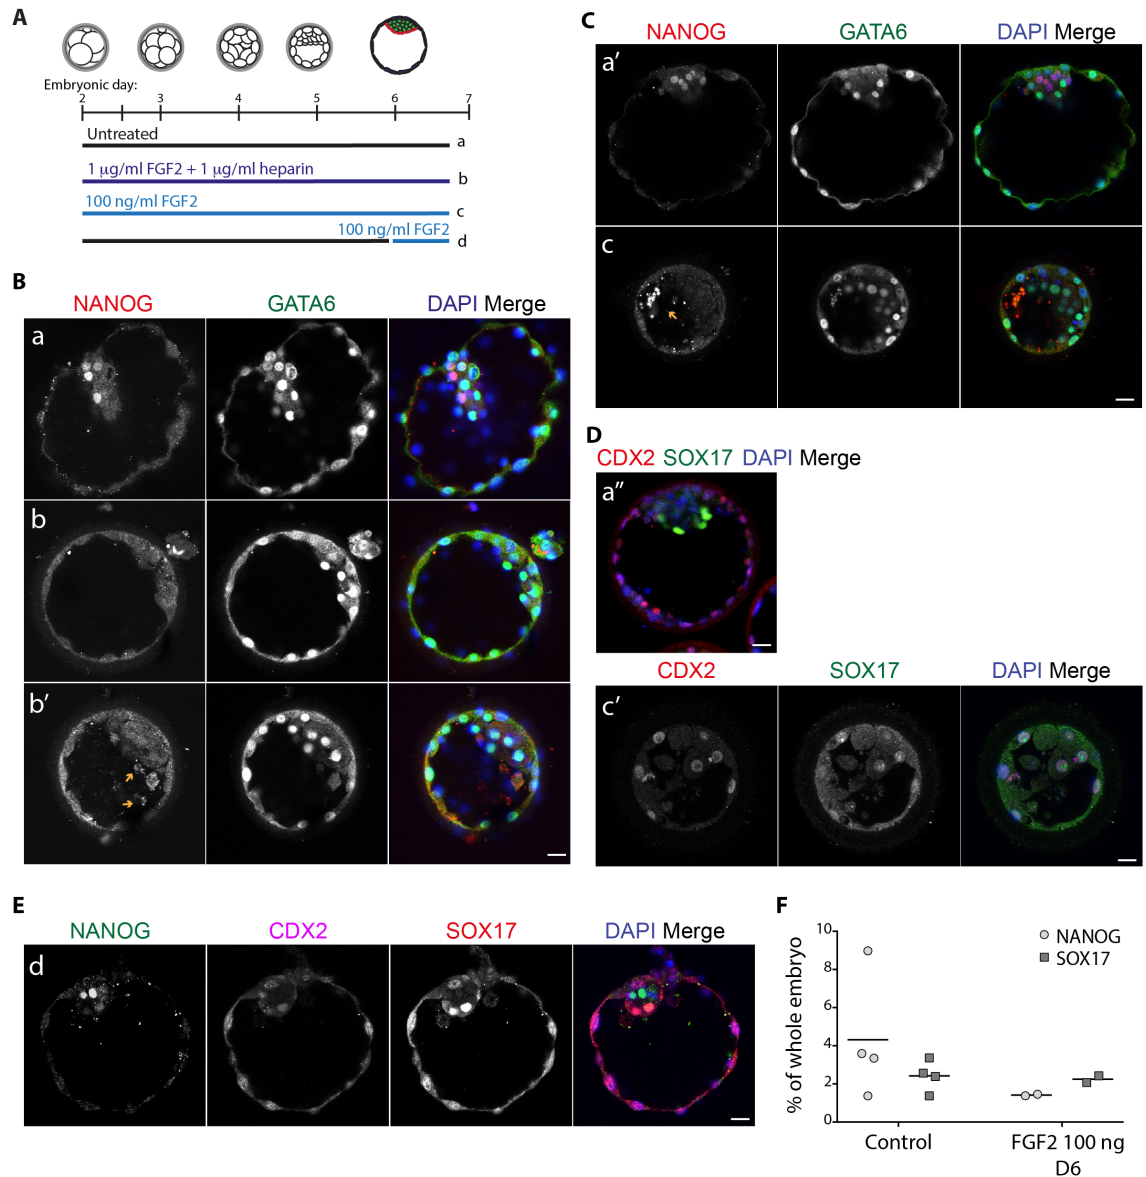 A
Embryonic day:
2 3 4 5 6 7
Untreated
a
1 µg/ml FGF2 + 1 µg/ml heparin
b
100 ng/ml FGF2
c
100 ng/ml FGF2
d
B
NANOG GATA6 DAPI Merge
a
b
b′
C
NANOG GATA6 DAPI Merge
a′
c
D
CDX2 SOX17 DAPI Merge
a″
CDX2 SOX17 DAPI Merge
c′
E
NANOG CDX2 SOX17 DAPI Merge
d
F
% of whole embryo
10
8
6
4
2
0
NANOG
SOX17
Control FGF2 100 ng
D6